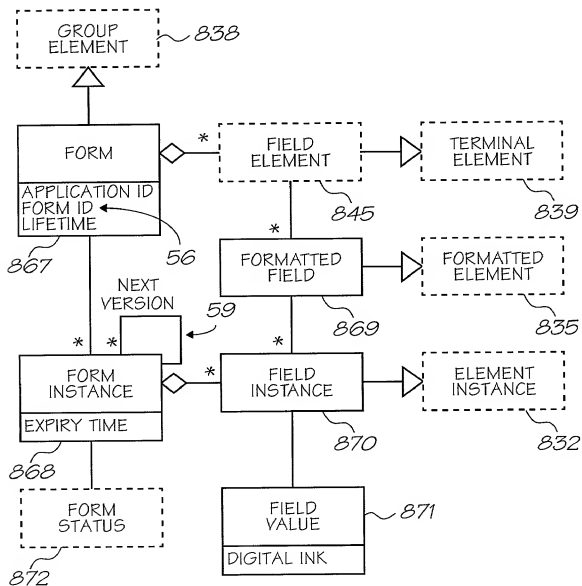 GROUP
ELEMENT
838
FORM
*
FIELD
ELEMENT
TERMINAL
ELEMENT
APPLICATION ID
FORM ID
LIFETIME
845
839
867
56
*
FORMATTED
FIELD
FORMATTED
ELEMENT
NEXT
VERSION
59
869
835
*
*
*
FORM
INSTANCE
*
FIELD
INSTANCE
ELEMENT
INSTANCE
EXPIRY TIME
868
870
832
FORM
STATUS
FIELD
VALUE
871
DIGITAL INK
872